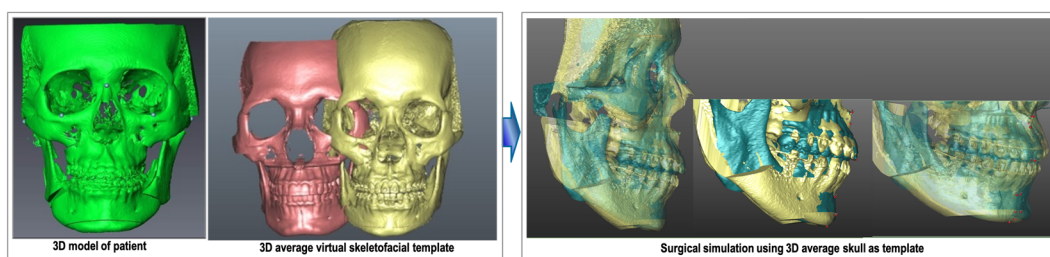 3D model of patient
3D average virtual skeletofacial template
Surgical simulation using 3D average skull as template